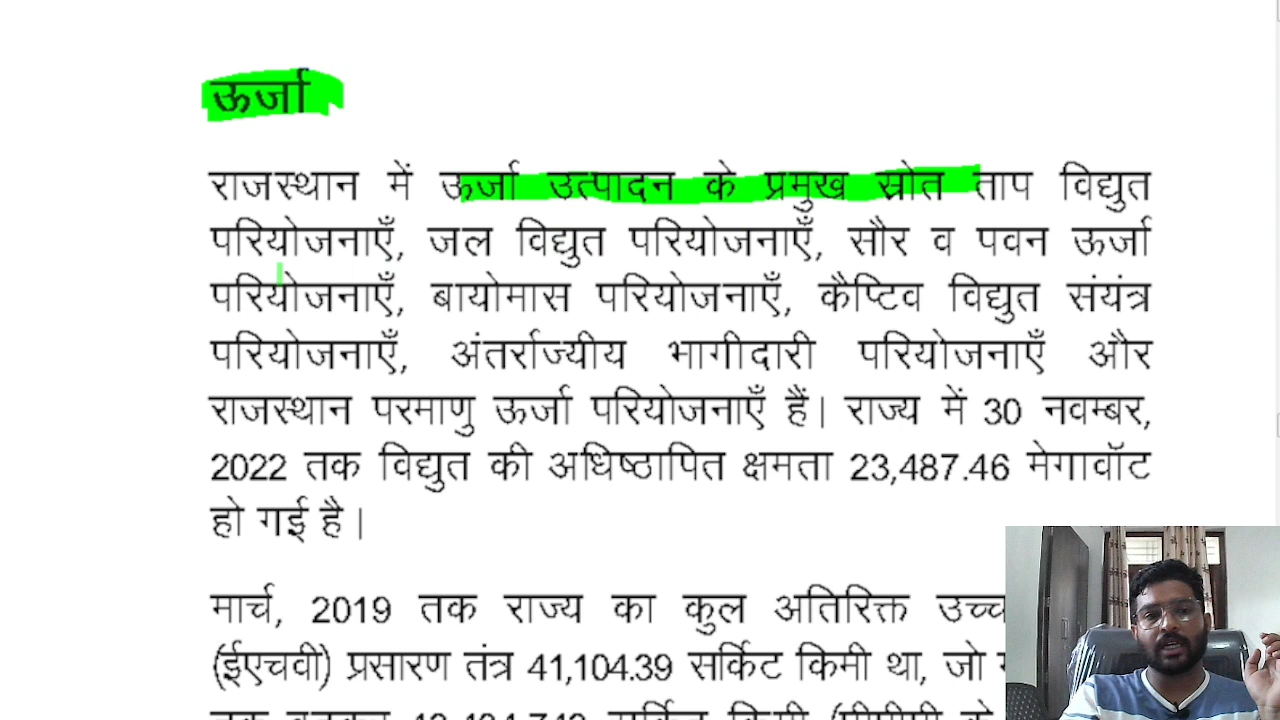 ऊर्जा
राजस्थान में ऊर्जा उत्पादन के प्रमुख स्रोत ताप विद्युत
परियोजनाएँ, जल विद्युत परियोजनाएँ, सौर व पवन ऊर्जा
परियोजनाएँ, बायोमास परियोजनाएँ, कैप्टिव विद्युत संयंत्र
परियोजनाएँ, अंतर्राज्यीय भागीदारी परियोजनाएँ और
राजस्थान परमाणु ऊर्जा परियोजनाएँ हैं। राज्य में 30 नवम्बर,
2022 तक विद्युत की अधिष्ठापित क्षमता 23,487.46 मेगावॉट
हो गई है।
मार्च, 2019 तक राज्य का कुल अतिरिक्त उच्च
(ईएचवी) प्रसारण तंत्र 41,104.39 सर्किट किमी था, जो